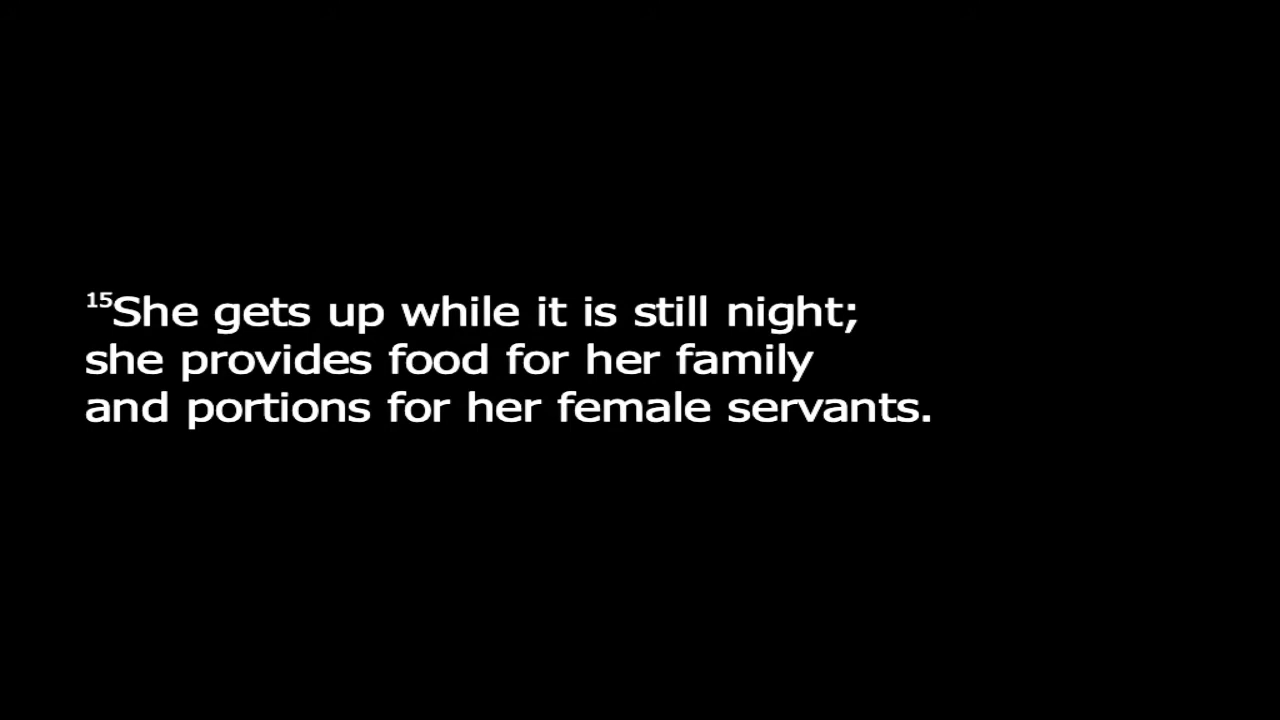 15She gets up while it is still night;
she provides food for her family
and portions for her female servants.